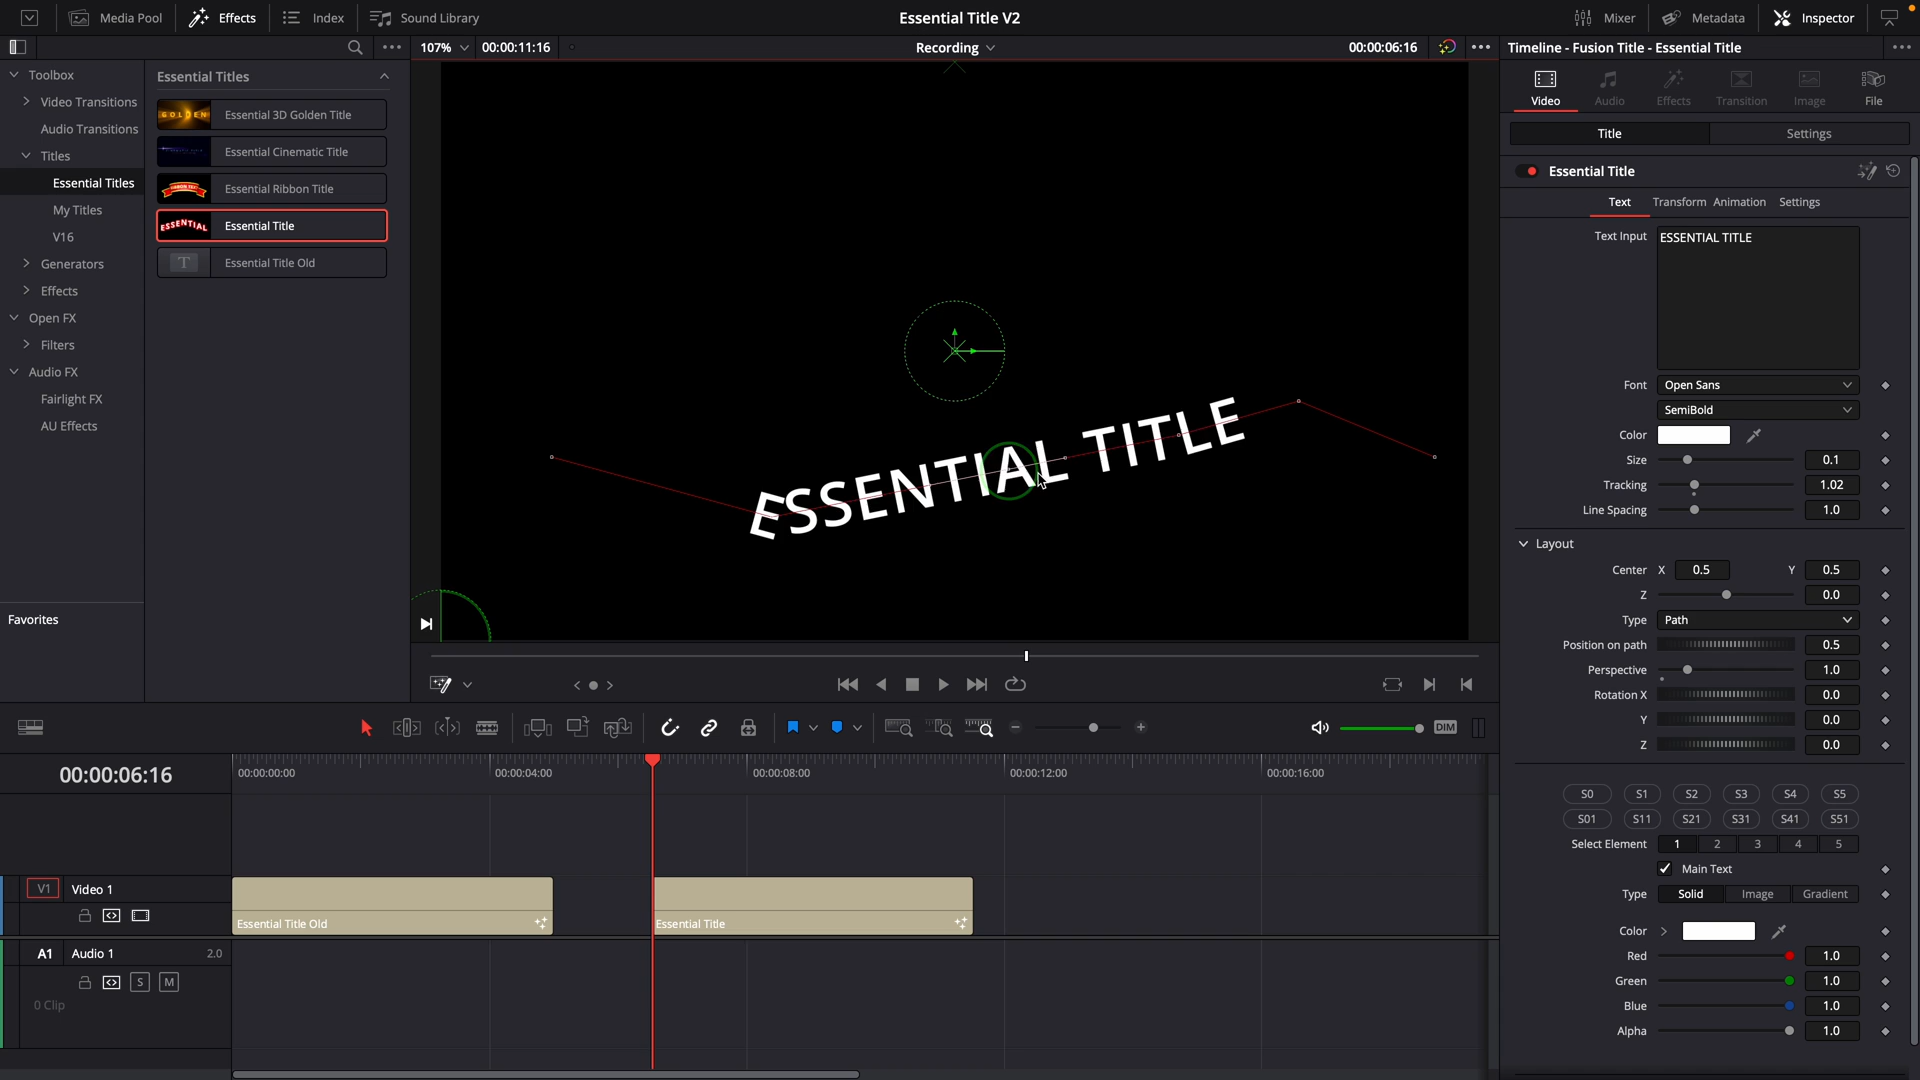 Media Pool Effects Index Sound Library Essential Title V2 Mixer Metadata Inspector
107% 00:00:11:16 Recording 00:00:06:16 Timeline - Fusion Title - Essential Title
Toolbox
Video Transitions
Audio Transitions
Titles
Essential Titles
My Titles
V16
Generators
Effects
Open FX
Filters
Audio FX
Fairlight FX
AU Effects
Favorites
Essential Titles
GOLDEN Essential 3D Golden Title
Essential Cinematic Title
Essential Ribbon Title
ESSENTIAL Essential Title
T Essential Title Old
ESSENTIAL TITLE
Video Audio Effects Transition Image File
Title Settings
Essential Title
Text Transform Animation Settings
Text Input ESSENTIAL TITLE
Font Open Sans
SemiBold
Color
Size 0.1
Tracking 1.02
Line Spacing 1.0
Layout
Center X 0.5 Y 0.5
Z 0.0
Type Path
Position on path 0.5
Perspective 1.0
Rotation X 0.0
Y 0.0
Z 0.0
S0 S1 S2 S3 S4 S5
S01 S11 S21 S31 S41 S51
Select Element 1 2 3 4 5
Main Text
Type Solid Image Gradient
Color
Red 1.0
Green 1.0
Blue 1.0
Alpha 1.0
DIM
00:00:06:16 00:00:00:00 00:00:04:00 00:00:08:00 00:00:12:00 00:00:16:00
V1 Video 1
Essential Title Old Essential Title
A1 Audio 1 2.0
S M
0 Clip